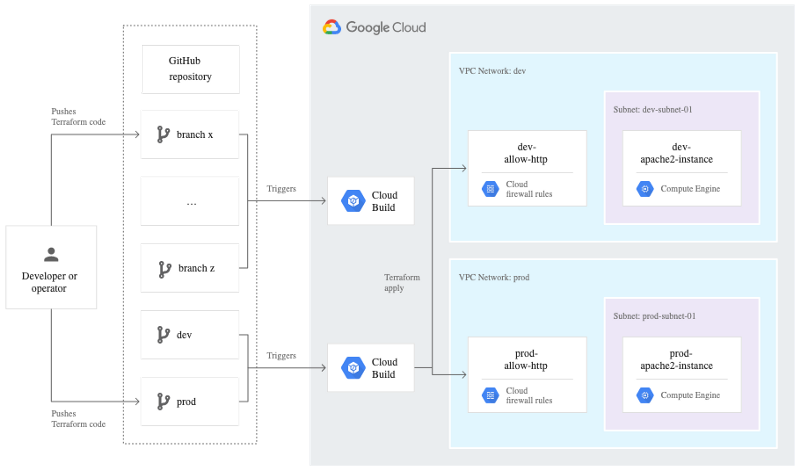 Google Cloud
GitHub
repository
Pushes
Terraform code
branch x
...
branch z
dev
prod
Developer or
operator
Pushes
Terraform code
Triggers
Triggers
Cloud
Build
Cloud
Build
Terraform
apply
VPC Network: dev
dev-
allow-http
Cloud
firewall rules
Subnet: dev-subnet-01
dev-
apache2-instance
Compute Engine
VPC Network: prod
prod-
allow-http
Cloud
firewall rules
Subnet: prod-subnet-01
prod-
apache2-instance
Compute Engine